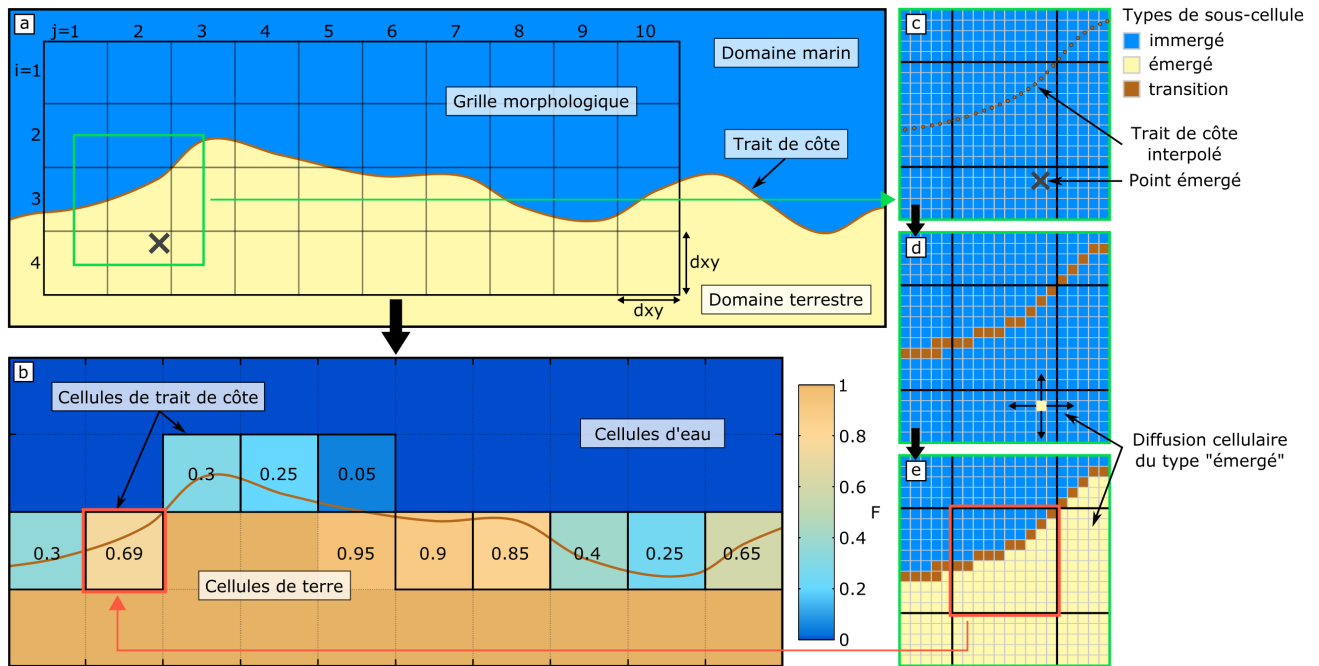 a
j=1 2 3 4 5 6 7 8 9 10
i=1
2
3
4
Domaine marin
Grille morphologique
Trait de côte
dxy
dxy
Domaine terrestre
b
Cellules de trait de côte
Cellules d'eau
0.3 0.25 0.05
0.3 0.69 0.95 0.9 0.85 0.4 0.25 0.65
Cellules de terre
1
0.8
0.6
F
0.4
0.2
0
c
Types de sous-cellule
immergé
émergé
transition
Trait de côte
interpolé
Point émergé
d
Diffusion cellulaire
du type "émergé"
e